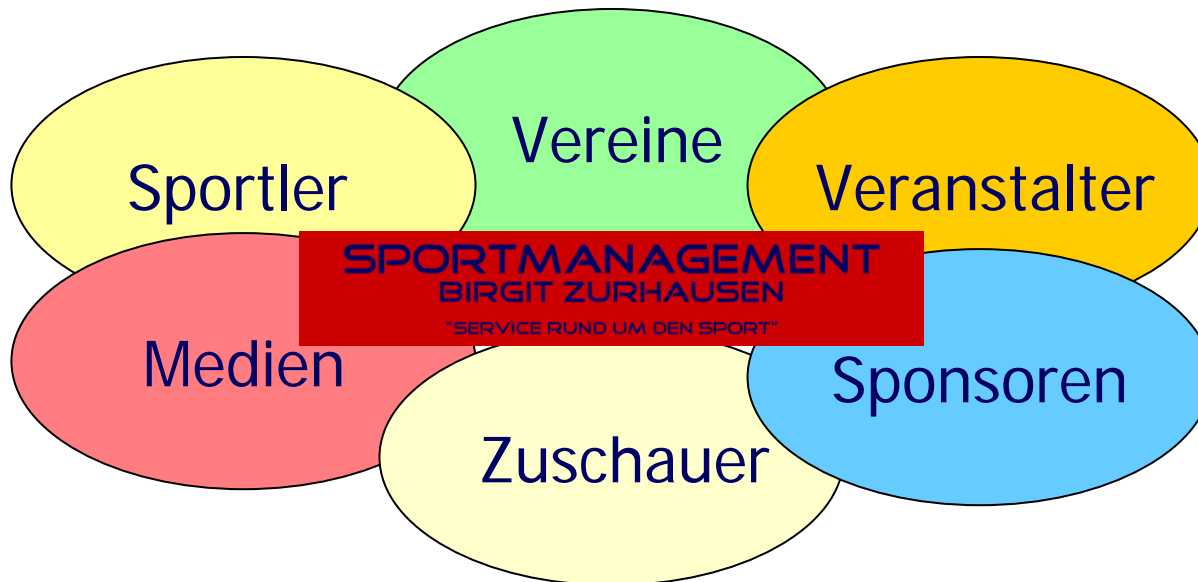 Vereine
Sportler
Veranstalter
SPORTMANAGEMENT
BIRGIT ZURHAUSEN
"SERVICE RUND UM DEN SPORT"
Medien
Sponsoren
Zuschauer